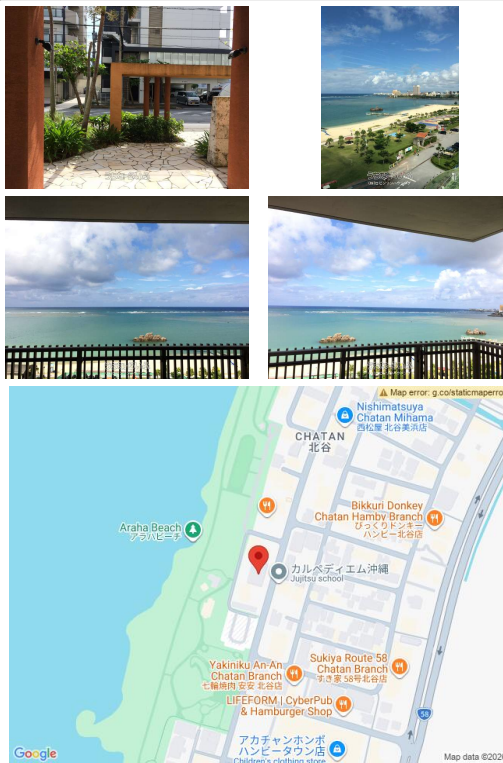 Map error: g.co/staticmaperro
Nishimatsuya
Chatan Mihama
西松屋 北谷美浜店
CHATAN
北谷
Bikkuri Donkey
Chatan Hamby Branch
びっくりドンキー
ハンビー北谷店
Araha Beach
アラハビーチ
カルペディエム沖縄
Jujitsu school
Yakiniku An-An
Chatan Branch
七輪焼肉 安安 北谷店
Sukiya Route 58
Chatan Branch
すき家 58号北谷店
LIFEFORM | CyberPub
& Hamburger Shop
58
アカチャンホンポ
ハンビータウン店
Children's clothing store
Google
Map data ©202